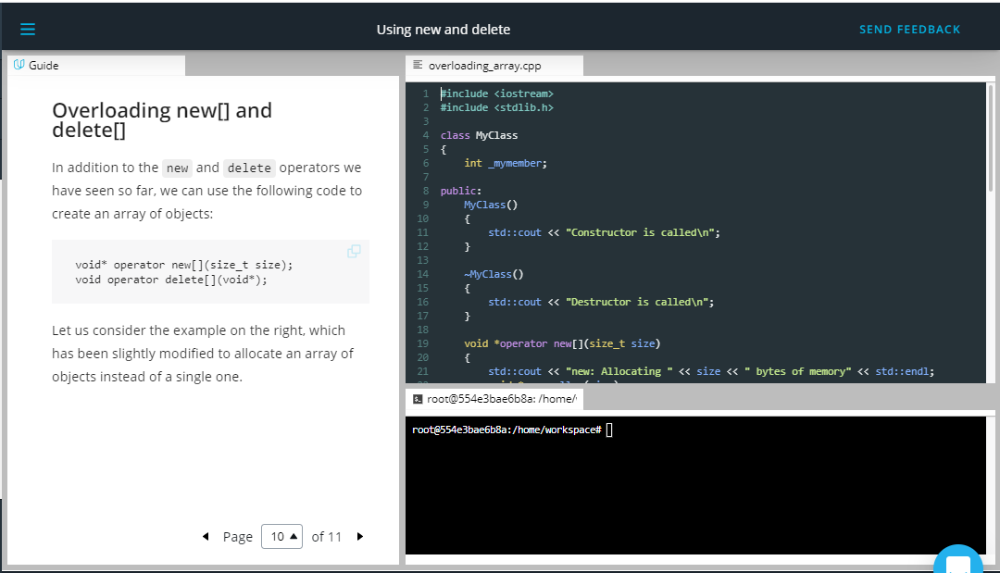 Using new and delete
SEND FEEDBACK
Guide
Overloading new[] and
delete[]
In addition to the new and delete operators we
have seen so far, we can use the following code to
create an array of objects:
void* operator new[](size_t size);
void operator delete[](void*);
Let us consider the example on the right, which
has been slightly modified to allocate an array of
objects instead of a single one.
Page 10 of 11
overloading_array.cpp
1 #include <iostream>
2 #include <stdlib.h>
3
4 class MyClass
5 {
6 int _mymember;
7
8 public:
9 MyClass()
10 {
11 std::cout << "Constructor is called\n";
12 }
13
14 ~MyClass()
15 {
16 std::cout << "Destructor is called\n";
17 }
18
19 void *operator new[](size_t size)
20 {
21 std::cout << "new: Allocating " << size << " bytes of memory" << std::endl;
root@554e3bae6b8a: /home/
root@554e3bae6b8a:/home/workspace#